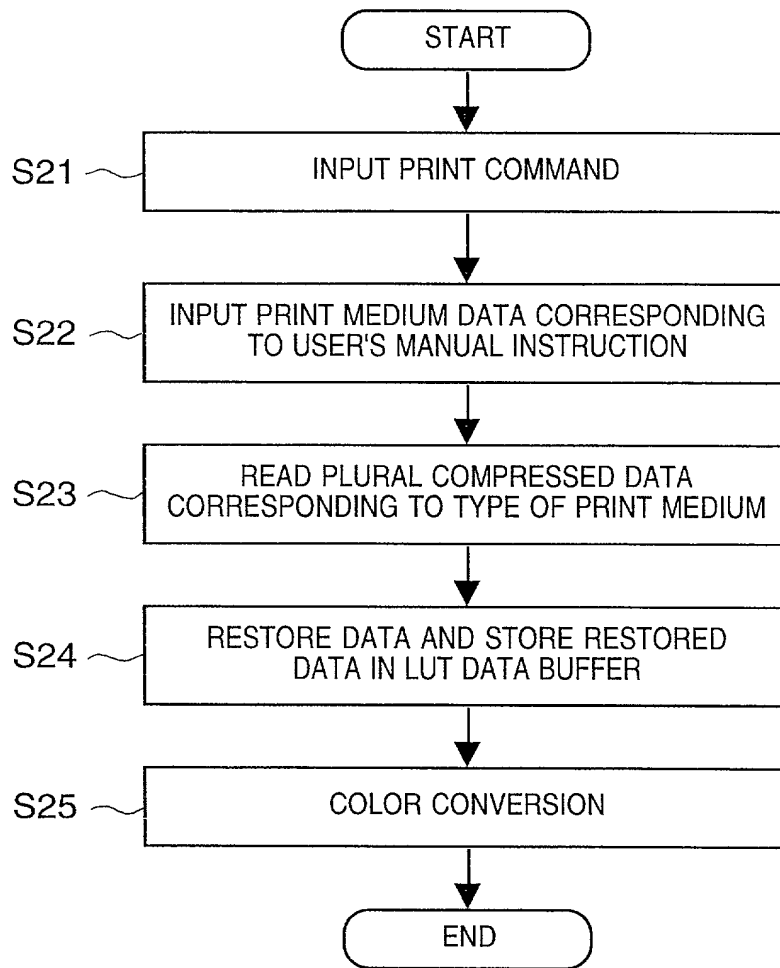 START
S21
INPUT PRINT COMMAND
S22
INPUT PRINT MEDIUM DATA CORRESPONDING
TO USER'S MANUAL INSTRUCTION
S23
READ PLURAL COMPRESSED DATA
CORRESPONDING TO TYPE OF PRINT MEDIUM
S24
RESTORE DATA AND STORE RESTORED
DATA IN LUT DATA BUFFER
S25
COLOR CONVERSION
END